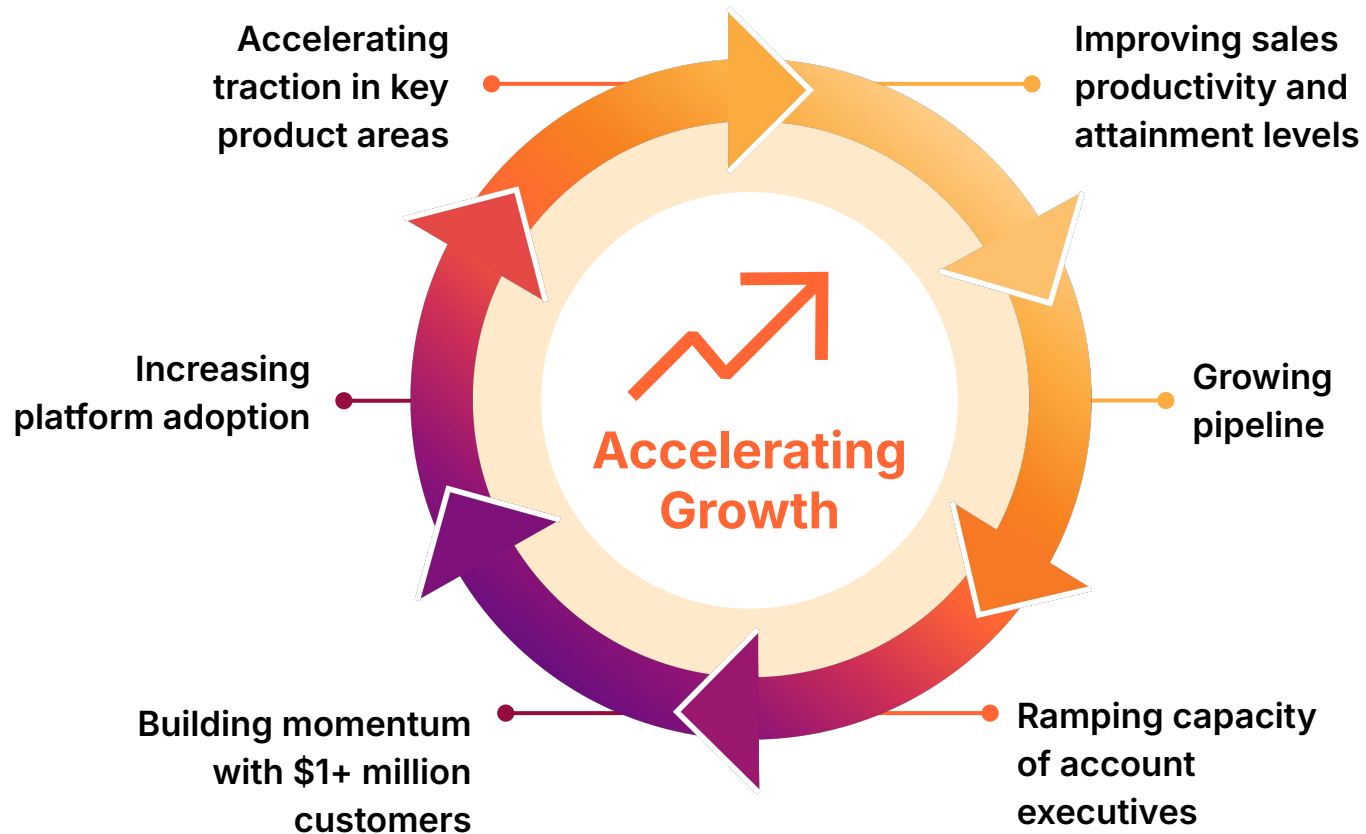 Accelerating
traction in key
product areas
Improving sales
productivity and
attainment levels
Increasing
platform adoption
Accelerating
Growth
Growing
pipeline
Building momentum
with $1+ million
customers
Ramping capacity
of account
executives